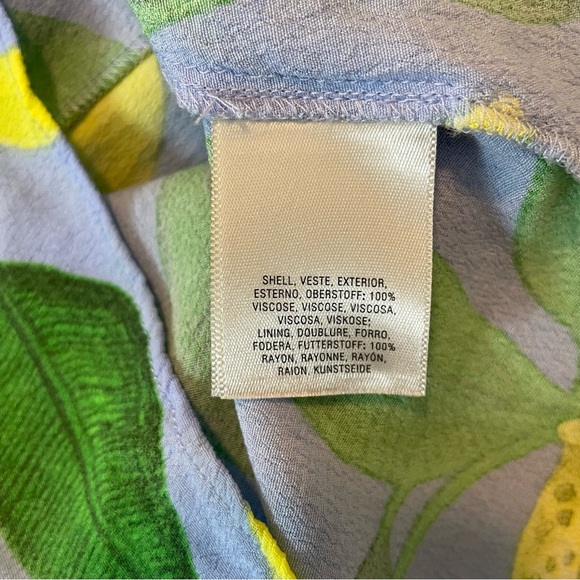 SHELL, VESTE, EXTERIOR,
ESTERNO, OBERSTOFF: 100%
VISCOSE, VISCOSE, VISCOSA,
VISCOSA, VISKOSE;
LINING, DOUBLURE, FORRO,
FODERA, FUTTERSTOFF: 100%
RAYON, RAYONNE, RAYÓN,
RAION, KUNSTSEIDE